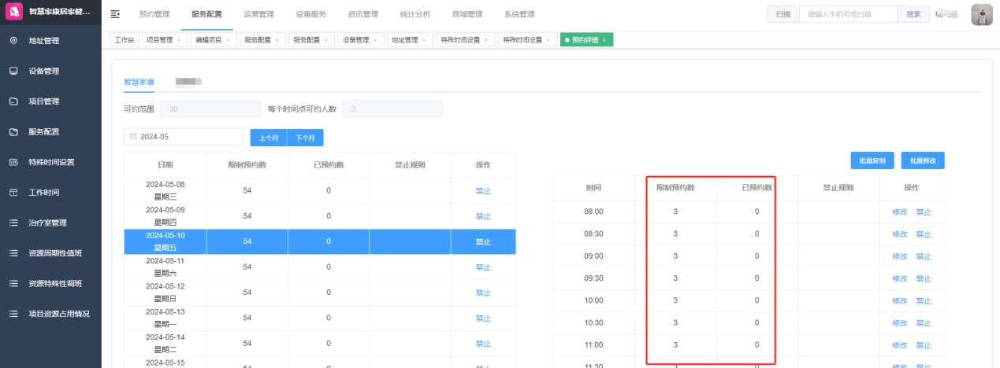 智慧家康居家健...
预约管理 服务配置 运营管理 设备服务 资讯管理 统计分析 商城管理 系统管理 扫描 请输入手机号或扫描 搜索
工作台 项目管理 × 编辑项目 × 服务配置 × 服务配置 × 设备管理 × 地址管理 × 特殊时间设置 × 特殊时间设置 × 预约详情 ×
地址管理
设备管理
项目管理
服务配置
特殊时间设置
工作时间
治疗室管理
资源周期性值班
资源特殊性调班
项目资源占用情况
智慧家康
可约范围 30 每个时间点可约人数 3
2024-05 上个月 下个月
日期 限制预约数 已预约数 禁止规则 操作
2024-05-08
星期三 54 0 禁止
2024-05-09
星期四 54 0 禁止
2024-05-10
星期五 54 0 禁止
2024-05-11
星期六 54 0 禁止
2024-05-12
星期日 54 0 禁止
2024-05-13
星期一 54 0 禁止
2024-05-14
星期二 54 0 禁止
2024-05-15
批量复制 批量修改
时间 限制预约数 已预约数 禁止规则 操作
08:00 3 0 修改 禁止
08:30 3 0 修改 禁止
09:00 3 0 修改 禁止
09:30 3 0 修改 禁止
10:00 3 0 修改 禁止
10:30 3 0 修改 禁止
11:00 3 0 修改 禁止
11:30 3 0 修改 禁止